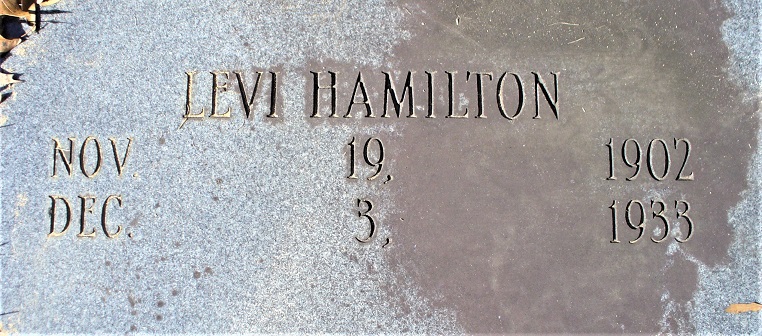 LEVI HAMILTON
NOV. 19, 1902
DEC. 3, 1933